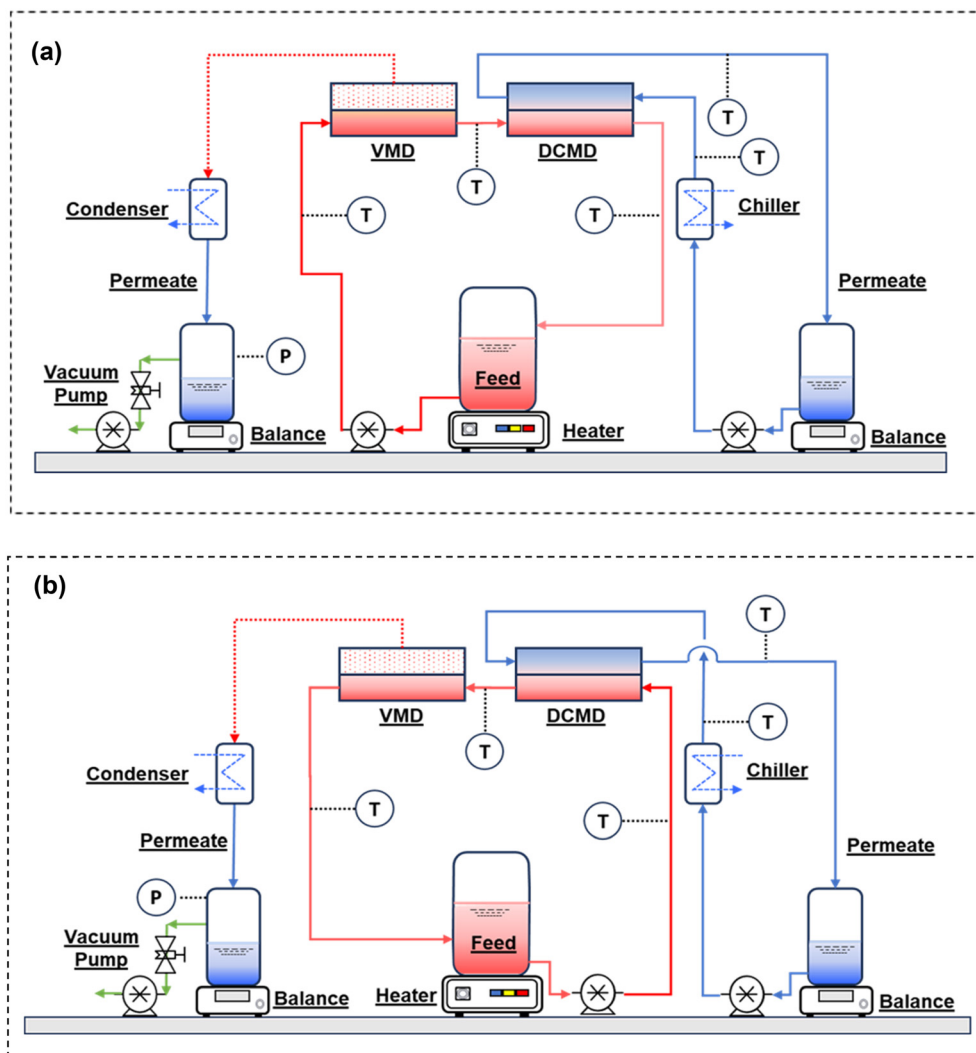 (a)
T
VMD
DCMD
T
T
T
T
Condenser
Chiller
Permeate
Permeate
P
Vacuum
Pump
Feed
Balance
Heater
Balance
(b)
T
VMD
DCMD
T
T
Condenser
Chiller
T
T
Permeate
Permeate
P
Vacuum
Pump
Feed
Balance
Heater
Balance